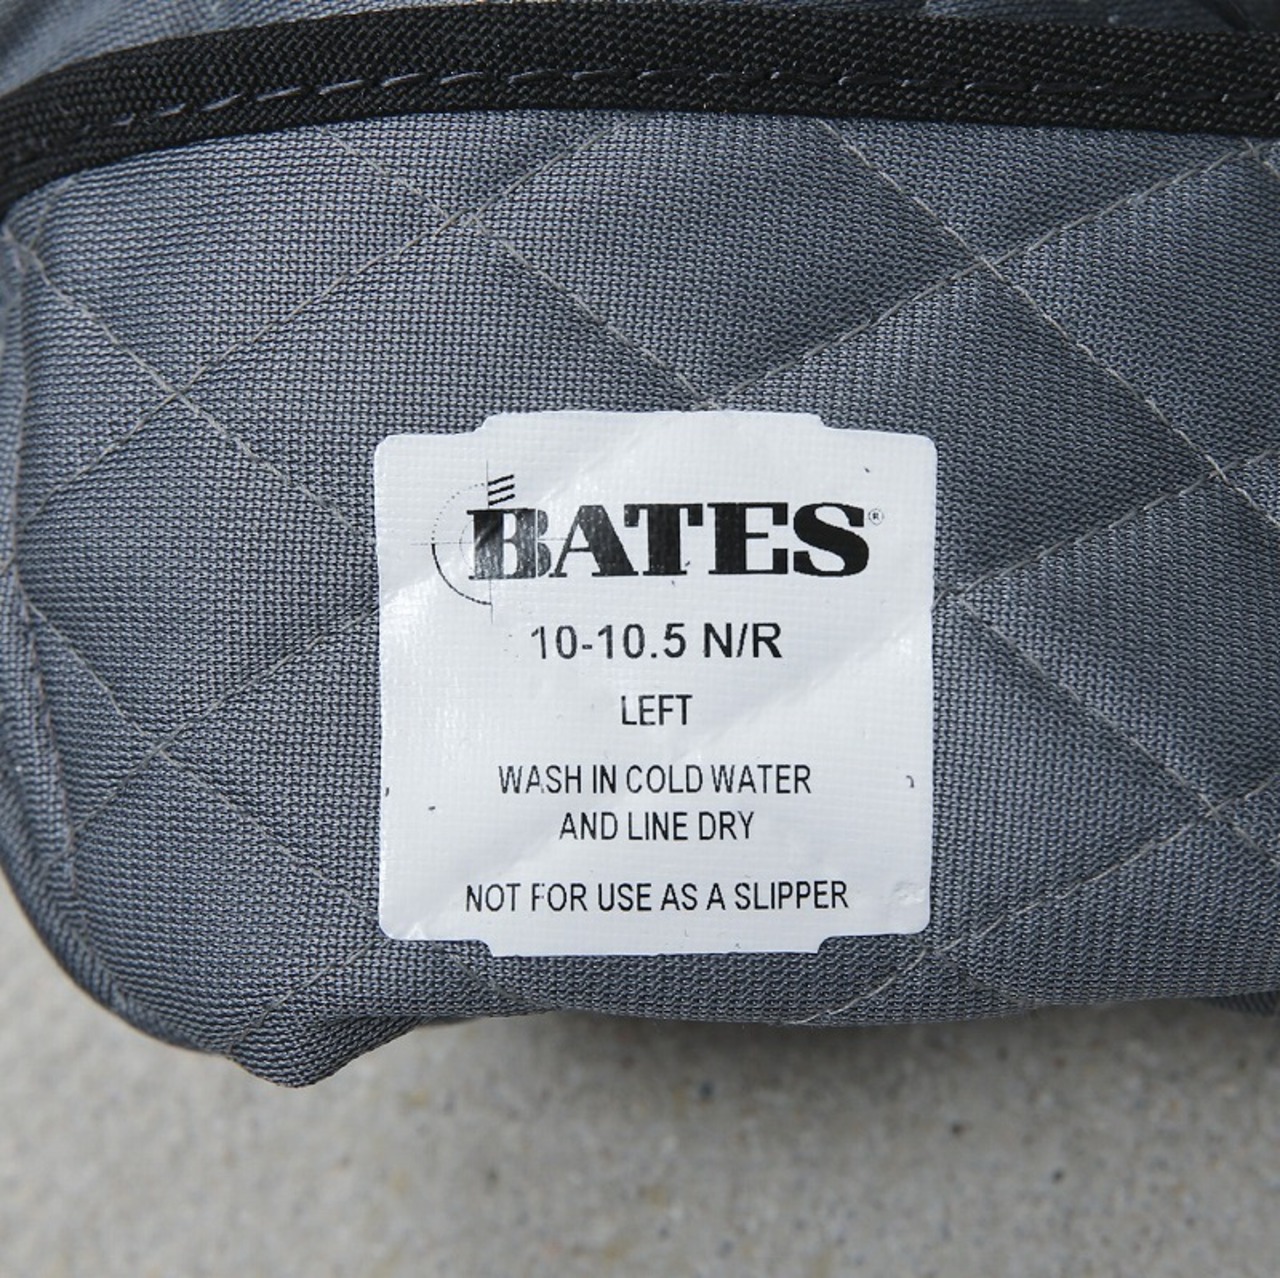 BATES®
10-10.5 N/R
LEFT
WASH IN COLD WATER
AND LINE DRY
NOT FOR USE AS A SLIPPER